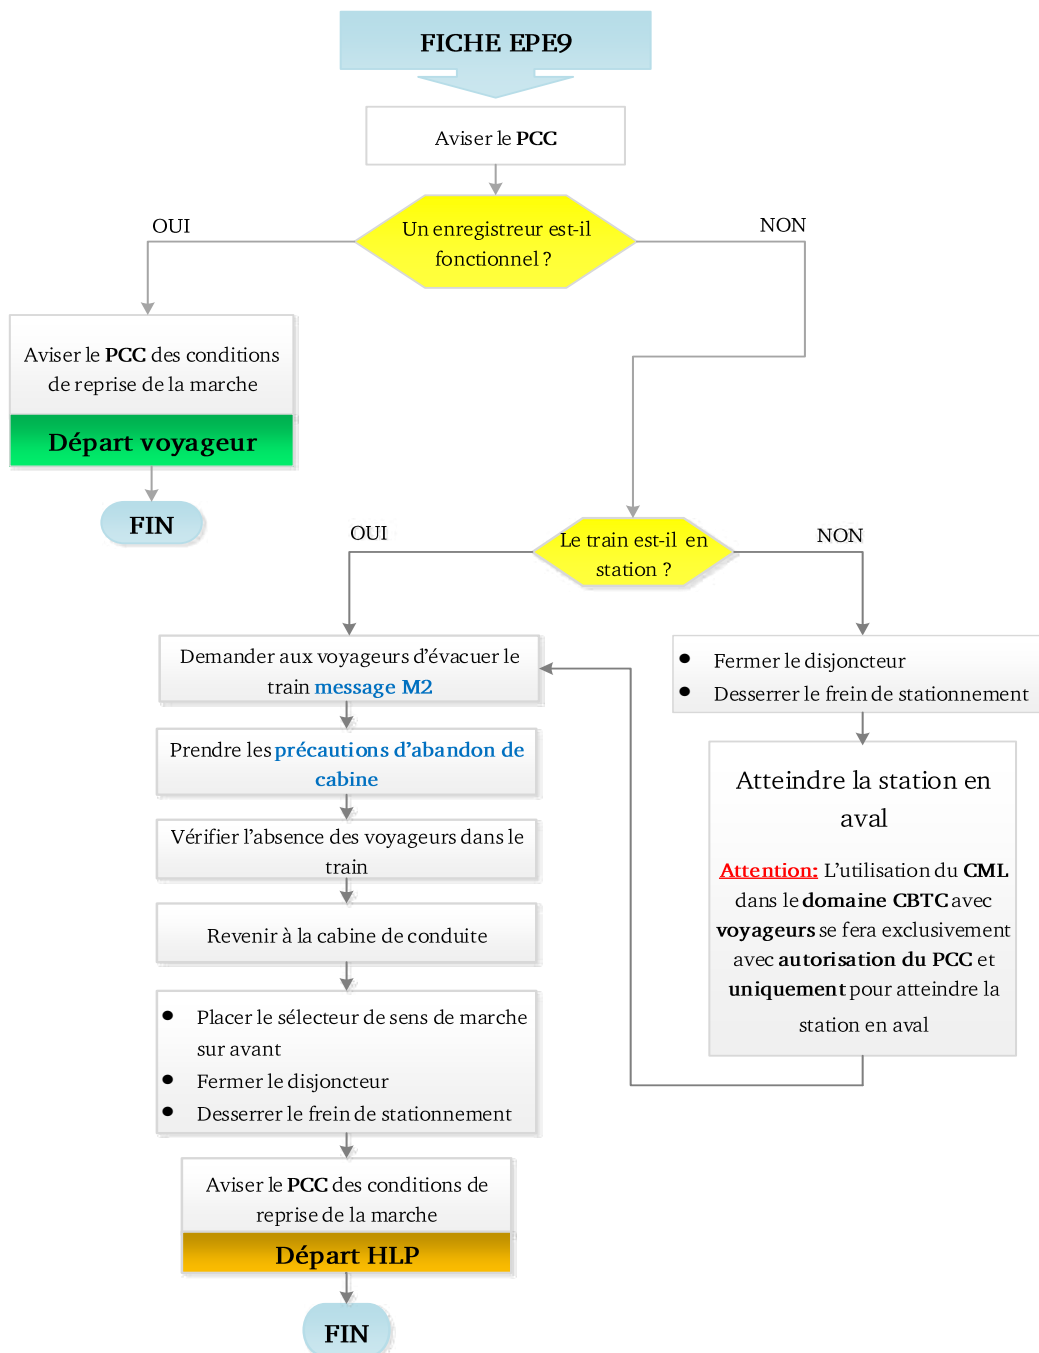 FICHE EPE9
Aviser le PCC
Un enregistreur est-il
fonctionnel ?
OUI
NON
Aviser le PCC des conditions
de reprise de la marche
Départ voyageur
FIN
Le train est-il en
station ?
OUI
NON
Demander aux voyageurs d’évacuer le
train message M2
Prendre les précautions d’abandon de
cabine
Vérifier l’absence des voyageurs dans le
train
Revenir à la cabine de conduite
• Placer le sélecteur de sens de marche
sur avant
• Fermer le disjoncteur
• Desserrer le frein de stationnement
Aviser le PCC des conditions de
reprise de la marche
Départ HLP
FIN
• Fermer le disjoncteur
• Desserrer le frein de stationnement
Atteindre la station en
aval
Attention: L’utilisation du CML
dans le domaine CBTC avec
voyageurs se fera exclusivement
avec autorisation du PCC et
uniquement pour atteindre la
station en aval